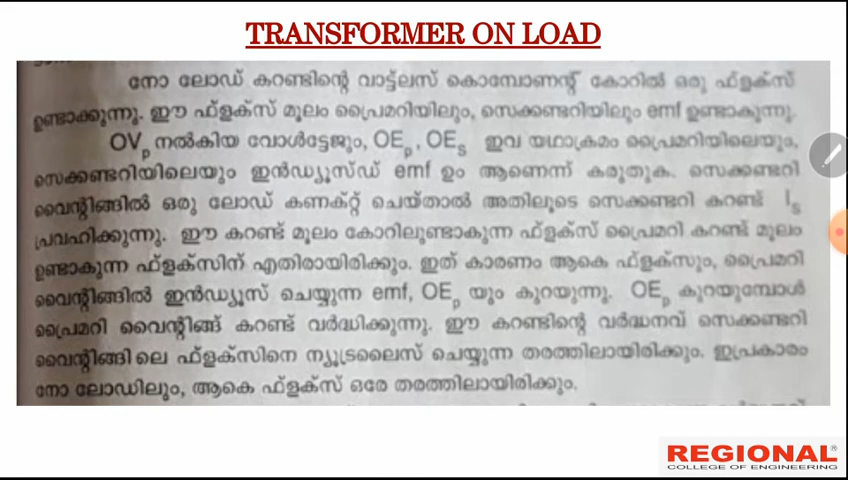 TRANSFORMER ON LOAD
നോ ലോഡ് കറണ്ടിന്റെ വാട്ട്ലസ് കൊമ്പോണന്റ് കോറിൽ ഒരു ഫ്ളക്സ്
ഉണ്ടാക്കുന്നു. ഈ ഫ്ളക്സ് മൂലം പ്രൈമറിയിലും, സെക്കണ്ടറിയിലും emf ഉണ്ടാകുന്നു.
OVp നൽകിയ വോൾട്ടേജും, OEp, OEs ഇവ യഥാക്രമം പ്രൈമറിയിലെയും,
സെക്കണ്ടറിയിലെയും ഇൻഡ്യൂസ്ഡ് emf ഉം ആണെന്ന് കരുതുക. സെക്കണ്ടറി
വൈന്റിങ്ങിൽ ഒരു ലോഡ് കണക്റ്റ് ചെയ്താൽ അതിലൂടെ സെക്കണ്ടറി കറണ്ട് Is
പ്രവഹിക്കുന്നു. ഈ കറണ്ട് മൂലം കോറിലുണ്ടാകുന്ന ഫ്ളക്സ് പ്രൈമറി കറണ്ട് മൂലം
ഉണ്ടാകുന്ന ഫ്ളക്സിന് എതിരായിരിക്കും. ഇത് കാരണം ആകെ ഫ്ളക്സും, പ്രൈമറി
വൈന്റിങ്ങിൽ ഇൻഡ്യൂസ് ചെയ്യുന്ന emf, OEp യും കുറയുന്നു. OEp കുറയുമ്പോൾ
പ്രൈമറി വൈന്റിങ്ങ് കറണ്ട് വർദ്ധിക്കുന്നു. ഈ കറണ്ടിന്റെ വർദ്ധനവ് സെക്കണ്ടറി
വൈന്റിങ്ങി ലെ ഫ്ളക്സിനെ ന്യൂട്രലൈസ് ചെയ്യുന്ന തരത്തിലായിരിക്കും. ഇപ്രകാരം
നോ ലോഡിലും, ആകെ ഫ്ളക്സ് ഒരേ തരത്തിലായിരിക്കും.
REGIONAL
COLLEGE OF ENGINEERING